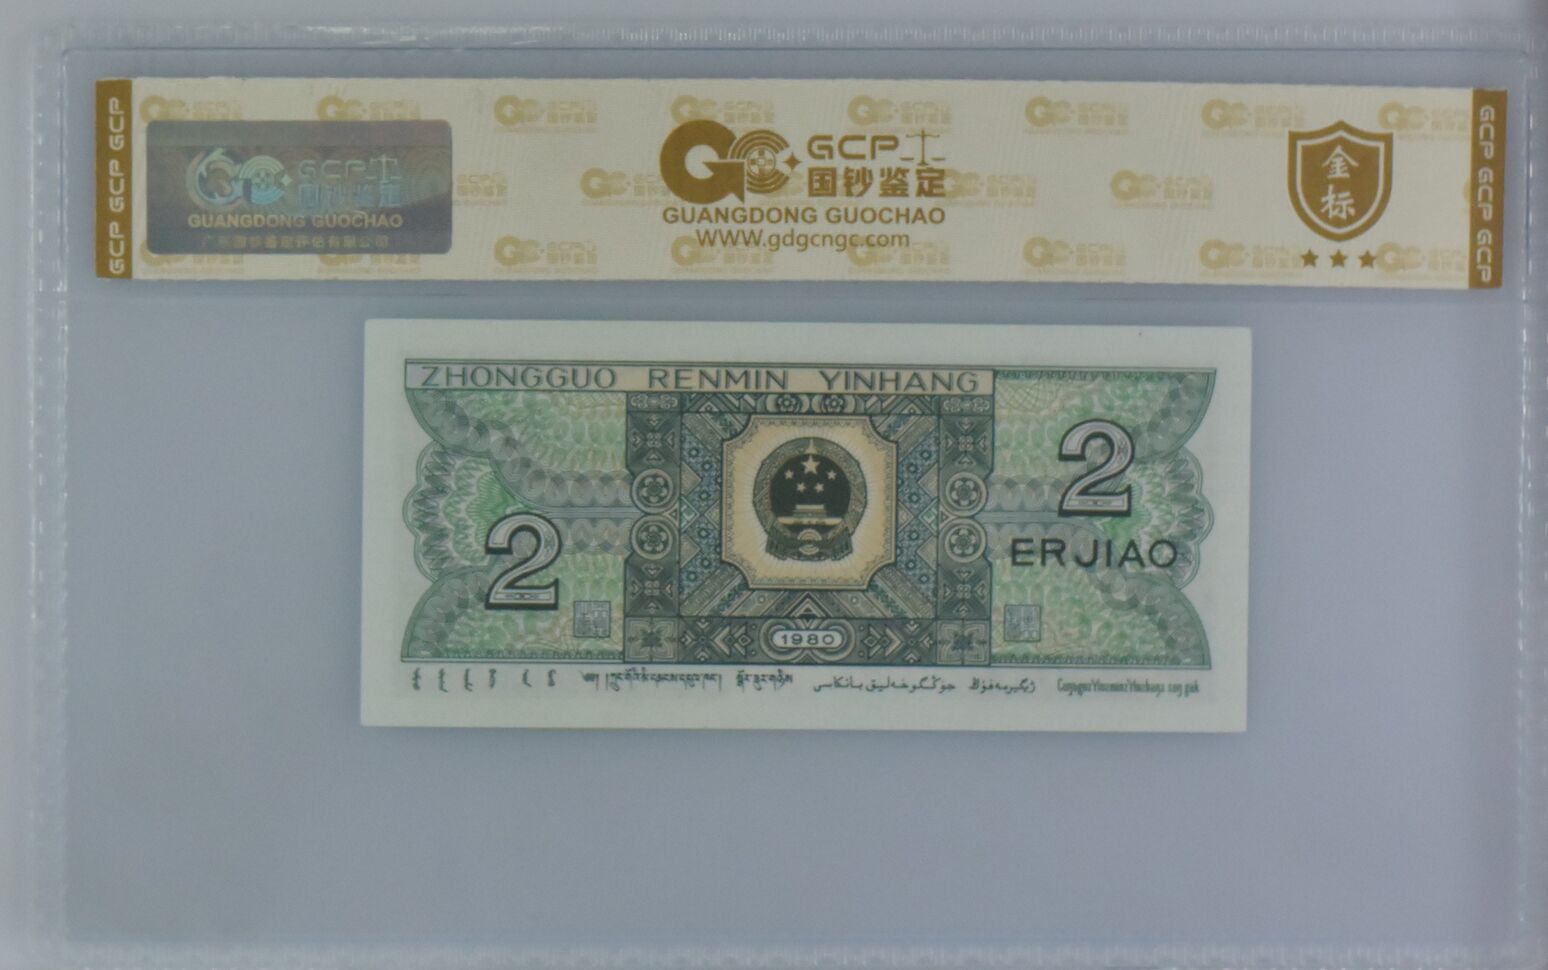 GCP GCP GCP
GCP
国钞鉴定
GUANGDONG GUOCHAO
广东国钞鉴定评估有限公司
GCP
国钞鉴定
GUANGDONG GUOCHAO
WWW.gdgcngc.com
金标
GCP GCP GCP
ZHONGGUO RENMIN YINHANG
2
2
ERJIAO
1980